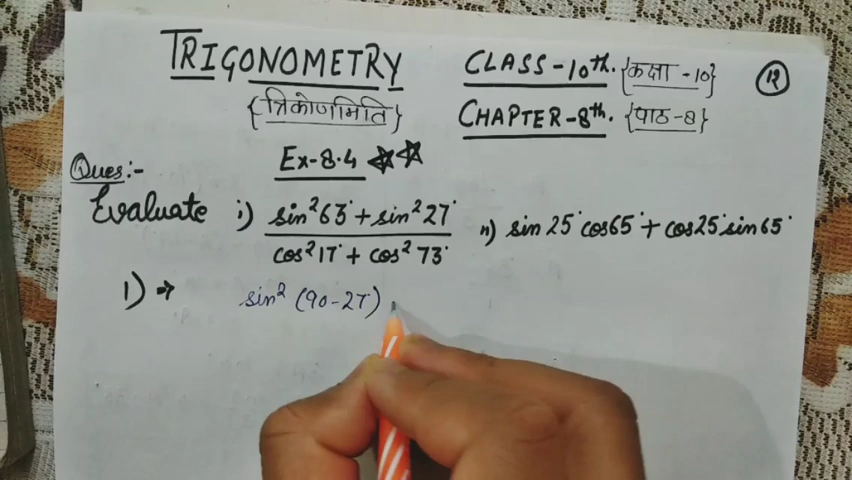 TRIGONOMETRY
{त्रिकोणमिति}
CLASS-10th. {कक्षा-10}
CHAPTER-8th. {पाठ-8}
12
Ex-8.4
Ques:-
Evaluate i) sin²63° + sin²27° / cos²17° + cos²73°
ii) sin 25° cos65° + cos25° sin65°
1) ⇒ sin² (90-27)